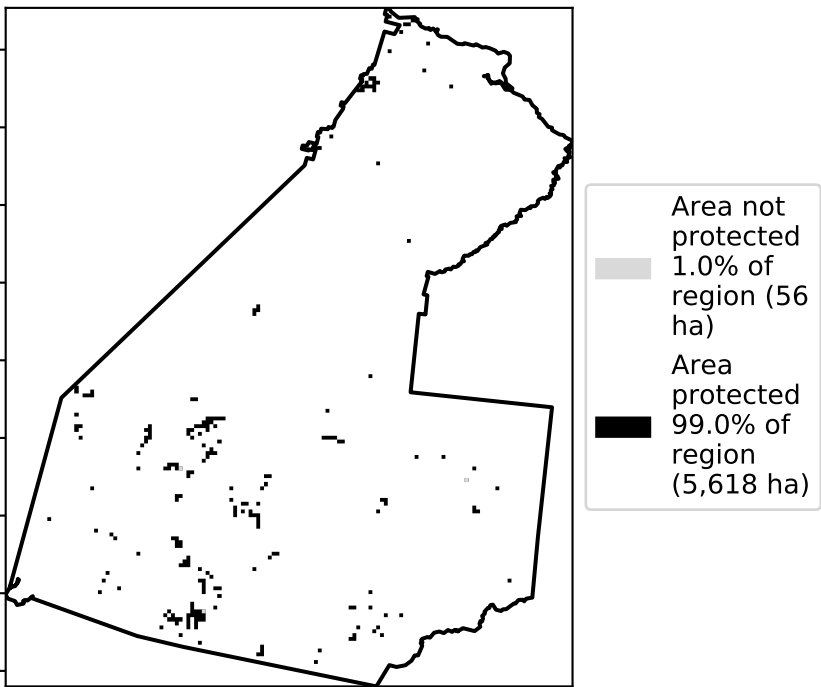 Area not
protected
1.0% of
region (56
ha)
Area
protected
99.0% of
region
(5,618 ha)